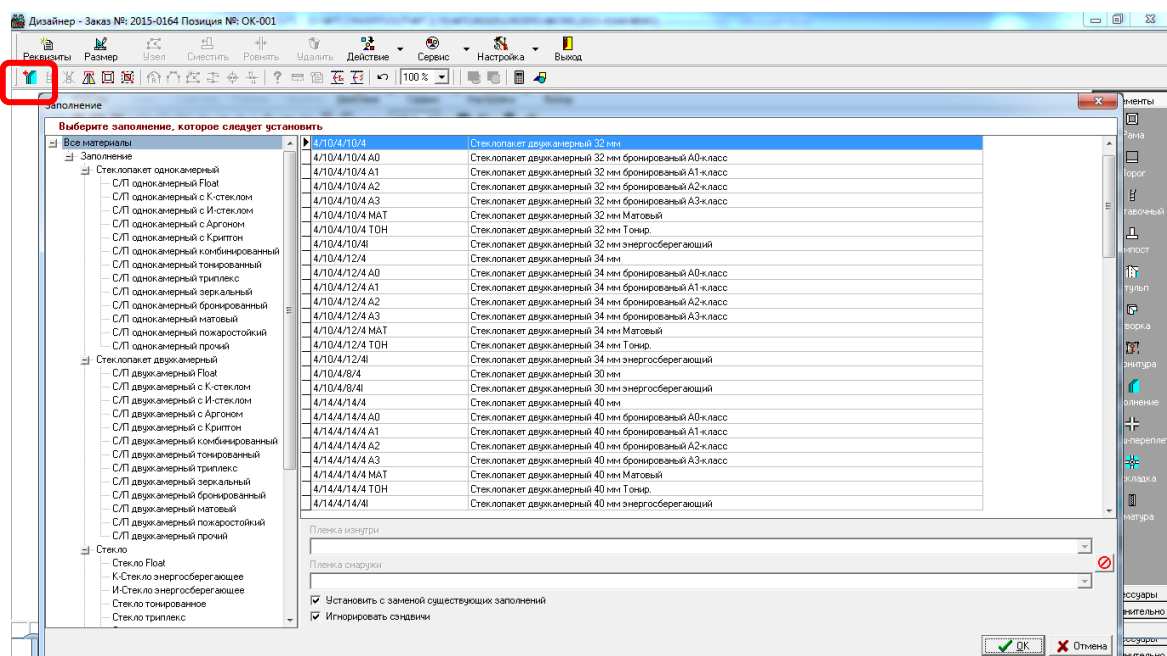 Дизайнер - Заказ №: 2015-0164 Позиция №: ОК-001
Реквизиты Размер Узел Сместить Ровнять Удалить Действие Сервис Настройка Выход
100 %
Заполнение
Выберите заполнение, которое следует установить
Все материалы
Заполнение
Стеклопакет однокамерный
С/П однокамерный Float
С/П однокамерный с К-стеклом
С/П однокамерный с И-стеклом
С/П однокамерный с Аргоном
С/П однокамерный с Криптон
С/П однокамерный комбинированный
С/П однокамерный тонированный
С/П однокамерный триплекс
С/П однокамерный зеркальный
С/П однокамерный бронированный
С/П однокамерный матовый
С/П однокамерный пожаростойкий
С/П однокамерный прочий
Стеклопакет двухкамерный
С/П двухкамерный Float
С/П двухкамерный с К-стеклом
С/П двухкамерный с И-стеклом
С/П двухкамерный с Аргоном
С/П двухкамерный с Криптон
С/П двухкамерный комбинированный
С/П двухкамерный тонированный
С/П двухкамерный триплекс
С/П двухкамерный зеркальный
С/П двухкамерный бронированный
С/П двухкамерный матовый
С/П двухкамерный пожаростойкий
С/П двухкамерный прочий
Стекло
Стекло Float
К-Стекло энергосберегающее
И-Стекло энергосберегающее
Стекло тонированное
Стекло триплекс
4/10/4/10/4 Стеклопакет двухкамерный 32 мм
4/10/4/10/4 А0 Стеклопакет двухкамерный 32 мм бронированый А0-класс
4/10/4/10/4 А1 Стеклопакет двухкамерный 32 мм бронированый А1-класс
4/10/4/10/4 А2 Стеклопакет двухкамерный 32 мм бронированый А2-класс
4/10/4/10/4 А3 Стеклопакет двухкамерный 32 мм бронированый А3-класс
4/10/4/10/4 МАТ Стеклопакет двухкамерный 32 мм Матовый
4/10/4/10/4 ТОН Стеклопакет двухкамерный 32 мм Тонир.
4/10/4/10/4I Стеклопакет двухкамерный 32 мм энергосберегающий
4/10/4/12/4 Стеклопакет двухкамерный 34 мм
4/10/4/12/4 А0 Стеклопакет двухкамерный 34 мм бронированый А0-класс
4/10/4/12/4 А1 Стеклопакет двухкамерный 34 мм бронированый А1-класс
4/10/4/12/4 А2 Стеклопакет двухкамерный 34 мм бронированый А2-класс
4/10/4/12/4 А3 Стеклопакет двухкамерный 34 мм бронированый А3-класс
4/10/4/12/4 МАТ Стеклопакет двухкамерный 34 мм Матовый
4/10/4/12/4 ТОН Стеклопакет двухкамерный 34 мм Тонир.
4/10/4/12/4I Стеклопакет двухкамерный 34 мм энергосберегающий
4/10/4/8/4 Стеклопакет двухкамерный 30 мм
4/10/4/8/4I Стеклопакет двухкамерный 30 мм энергосберегающий
4/14/4/14/4 Стеклопакет двухкамерный 40 мм
4/14/4/14/4 А0 Стеклопакет двухкамерный 40 мм бронированый А0-класс
4/14/4/14/4 А1 Стеклопакет двухкамерный 40 мм бронированый А1-класс
4/14/4/14/4 А2 Стеклопакет двухкамерный 40 мм бронированый А2-класс
4/14/4/14/4 А3 Стеклопакет двухкамерный 40 мм бронированый А3-класс
4/14/4/14/4 МАТ Стеклопакет двухкамерный 40 мм Матовый
4/14/4/14/4 ТОН Стеклопакет двухкамерный 40 мм Тонир.
4/14/4/14/4I Стеклопакет двухкамерный 40 мм энергосберегающий
Пленка изнутри
Пленка снаружи
Установить с заменой существующих заполнений
Игнорировать сэндвичи
OK Отмена